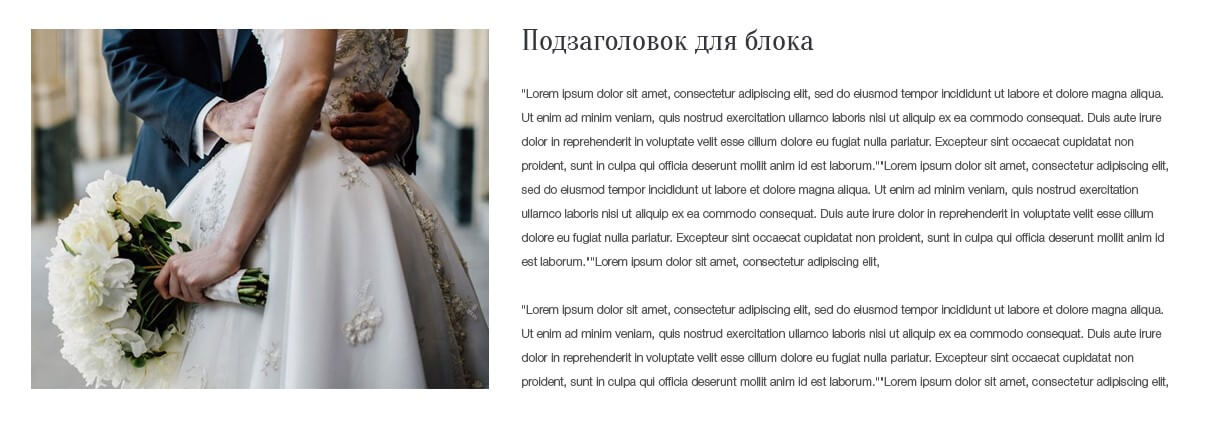 Подзаголовок для блока
"Lorem ipsum dolor sit amet, consectetur adipiscing elit, sed do eiusmod tempor incididunt ut labore et dolore magna aliqua.
Ut enim ad minim veniam, quis nostrud exercitation ullamco laboris nisi ut aliquip ex ea commodo consequat. Duis aute irure
dolor in reprehenderit in voluptate velit esse cillum dolore eu fugiat nulla pariatur. Excepteur sint occaecat cupidatat non
proident, sunt in culpa qui officia deserunt mollit anim id est laborum.""Lorem ipsum dolor sit amet, consectetur adipiscing elit,
sed do eiusmod tempor incididunt ut labore et dolore magna aliqua. Ut enim ad minim veniam, quis nostrud exercitation
ullamco laboris nisi ut aliquip ex ea commodo consequat. Duis aute irure dolor in reprehenderit in voluptate velit esse cillum
dolore eu fugiat nulla pariatur. Excepteur sint occaecat cupidatat non proident, sunt in culpa qui officia deserunt mollit anim id
est laborum.""Lorem ipsum dolor sit amet, consectetur adipiscing elit,
"Lorem ipsum dolor sit amet, consectetur adipiscing elit, sed do eiusmod tempor incididunt ut labore et dolore magna aliqua.
Ut enim ad minim veniam, quis nostrud exercitation ullamco laboris nisi ut aliquip ex ea commodo consequat. Duis aute irure
dolor in reprehenderit in voluptate velit esse cillum dolore eu fugiat nulla pariatur. Excepteur sint occaecat cupidatat non
proident, sunt in culpa qui officia deserunt mollit anim id est laborum.""Lorem ipsum dolor sit amet, consectetur adipiscing elit,